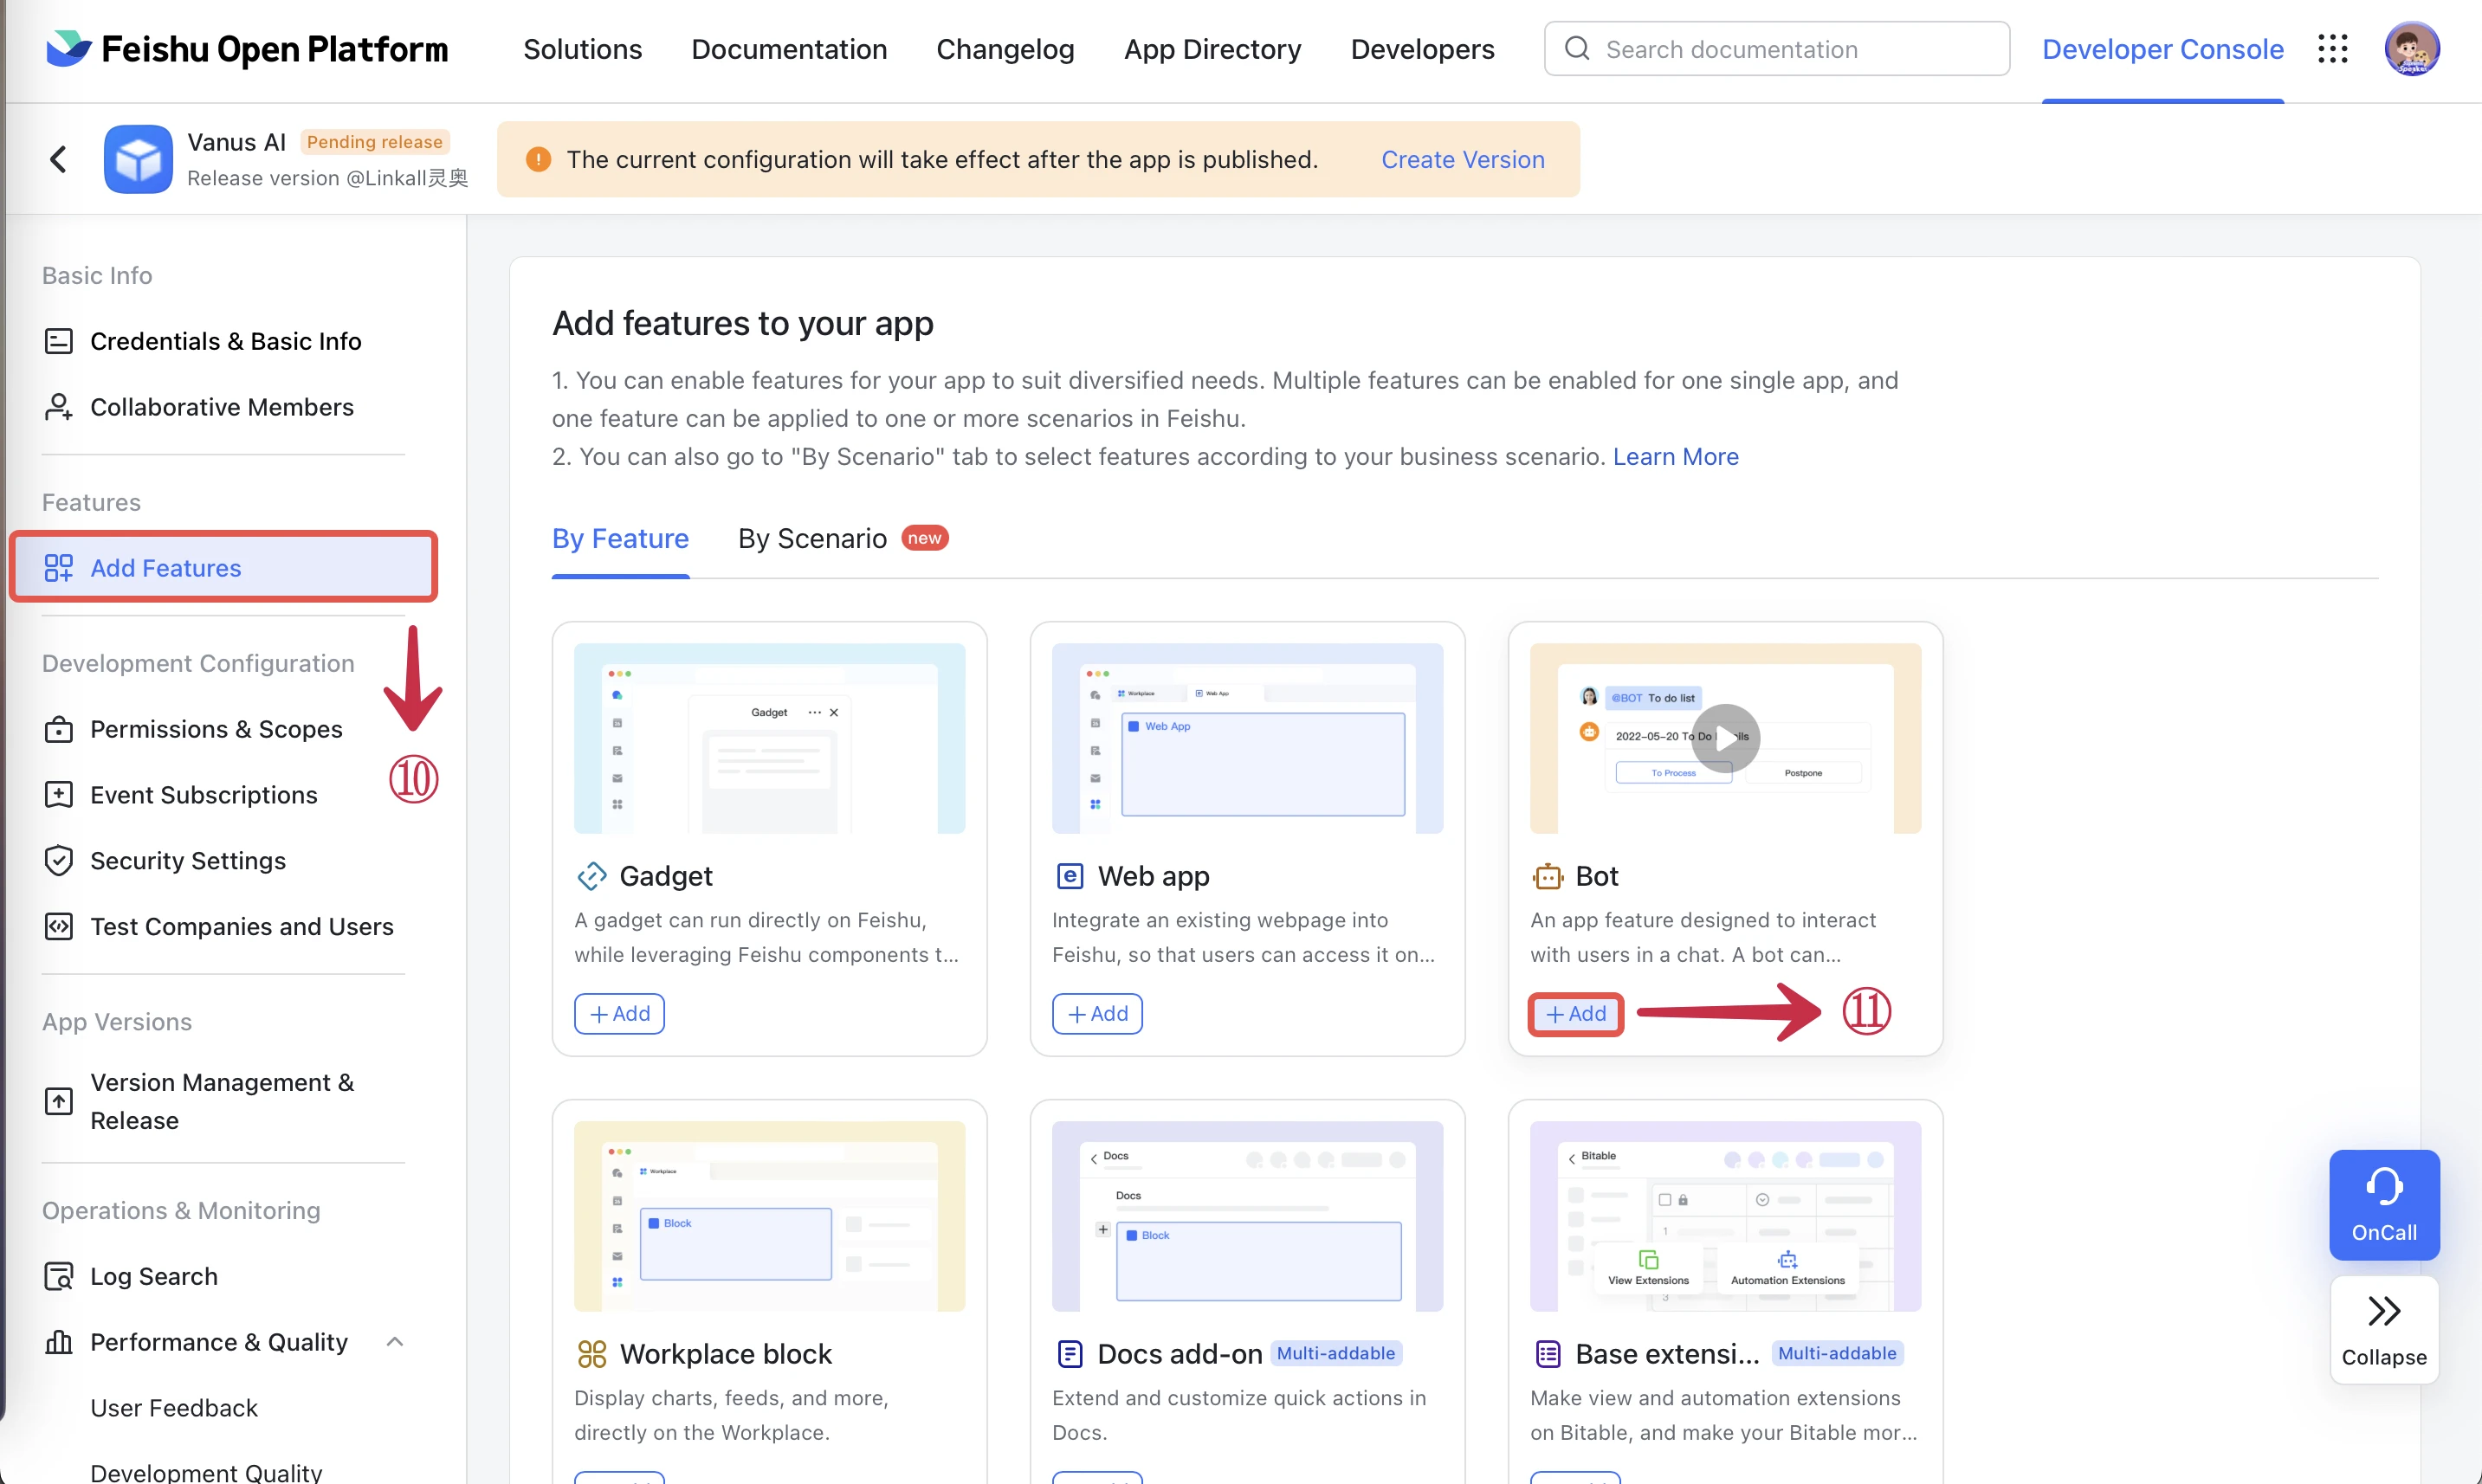 Feishu Open Platform
Solutions
Documentation
Changelog
App Directory
Developers
Search documentation
Developer Console
Vanus AI
Pending release
Release version @Linkall灵奥
The current configuration will take effect after the app is published.
Create Version
Basic Info
Credentials & Basic Info
Collaborative Members
Features
Add Features
Development Configuration
Permissions & Scopes
⑩
Event Subscriptions
Security Settings
Test Companies and Users
App Versions
Version Management &
Release
Operations & Monitoring
Log Search
Performance & Quality
User Feedback
Development Quality
Add features to your app
1. You can enable features for your app to suit diversified needs. Multiple features can be enabled for one single app, and
one feature can be applied to one or more scenarios in Feishu.
2. You can also go to "By Scenario" tab to select features according to your business scenario. Learn More
By Feature
By Scenario
new
Gadget
Gadget
A gadget can run directly on Feishu,
while leveraging Feishu components t...
+ Add
Workplace
Web App
Web App
Web app
Integrate an existing webpage into
Feishu, so that users can access it on...
+ Add
@BOT To do list
2022-05-20 To Do
To Process
Postpone
Bot
An app feature designed to interact
with users in a chat. A bot can...
+ Add
⑪
Workplace
Block
Workplace block
Display charts, feeds, and more,
directly on the Workplace.
Docs
Docs
Block
Docs add-on
Multi-addable
Extend and customize quick actions in
Docs.
Bitable
1
View Extensions
Automation Extensions
3
Base extensi...
Multi-addable
Make view and automation extensions
on Bitable, and make your Bitable mor...
OnCall
Collapse